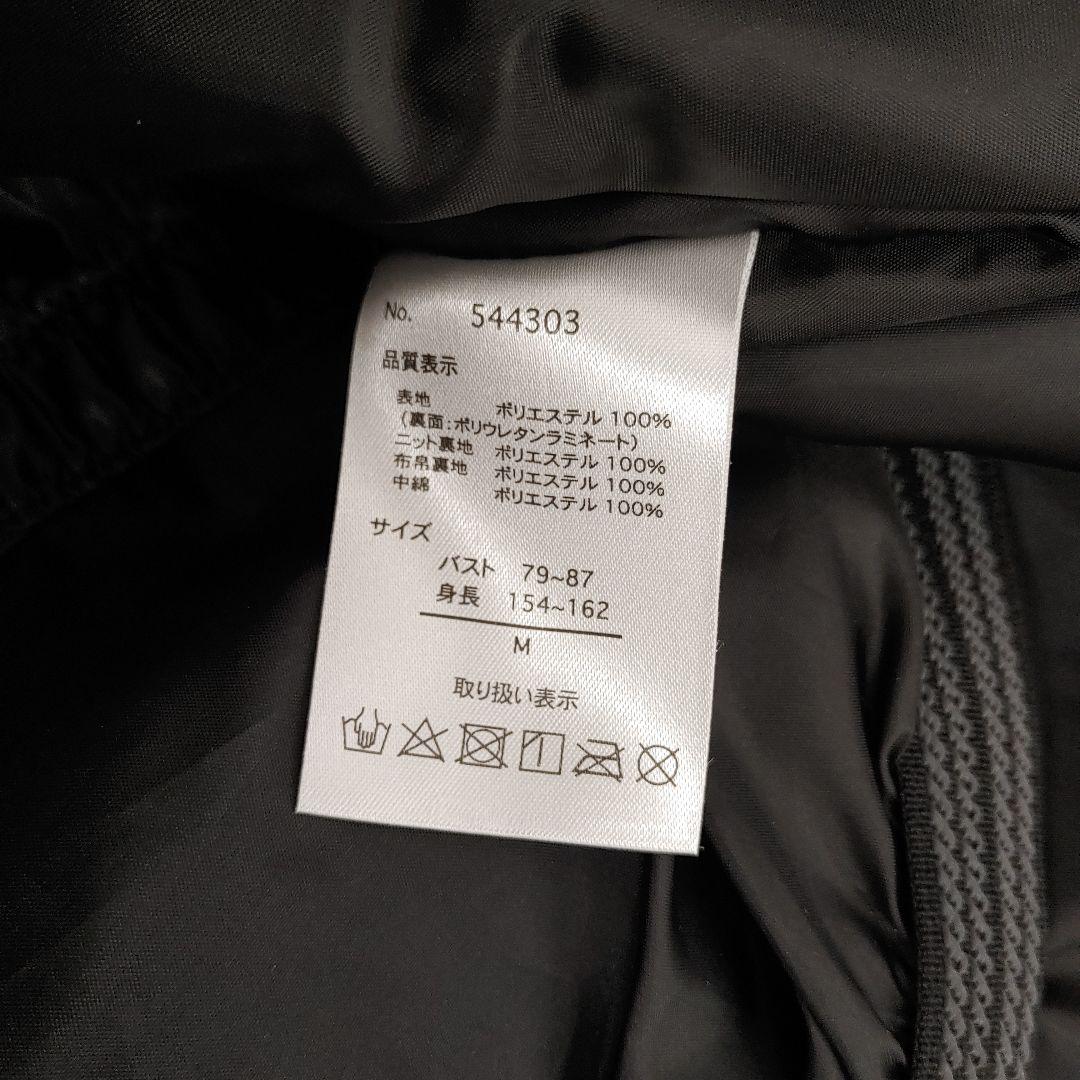 No. 544303
品質表示
表地 ポリエステル 100%
(裏面:ポリウレタンラミネート)
ニット裏地 ポリエステル 100%
布帛裏地 ポリエステル 100%
中綿 ポリエステル 100%
サイズ
バスト 79~87
身長 154~162
M
取り扱い表示